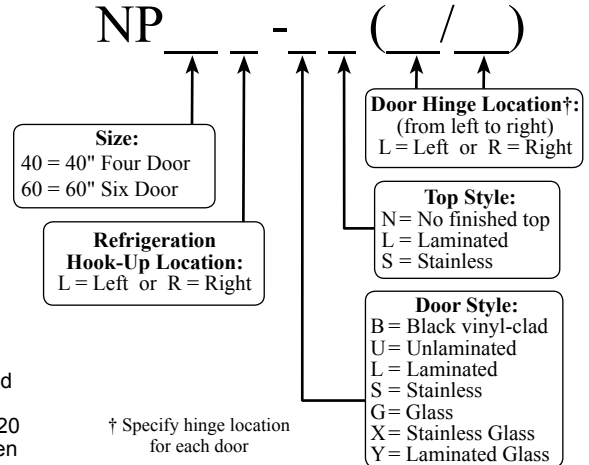 NP__ _ -_ _ (__/__)
Door Hinge Location†:
(from left to right)
L = Left or R = Right
Size:
40 = 40" Four Door
60 = 60" Six Door
Top Style:
N = No finished top
L = Laminated
S = Stainless
Refrigeration
Hook-Up Location:
L = Left or R = Right
Door Style:
B = Black vinyl-clad
U = Unlaminated
L = Laminated
S = Stainless
G = Glass
X = Stainless Glass
Y = Laminated Glass
d
20
en
† Specify hinge location
for each door